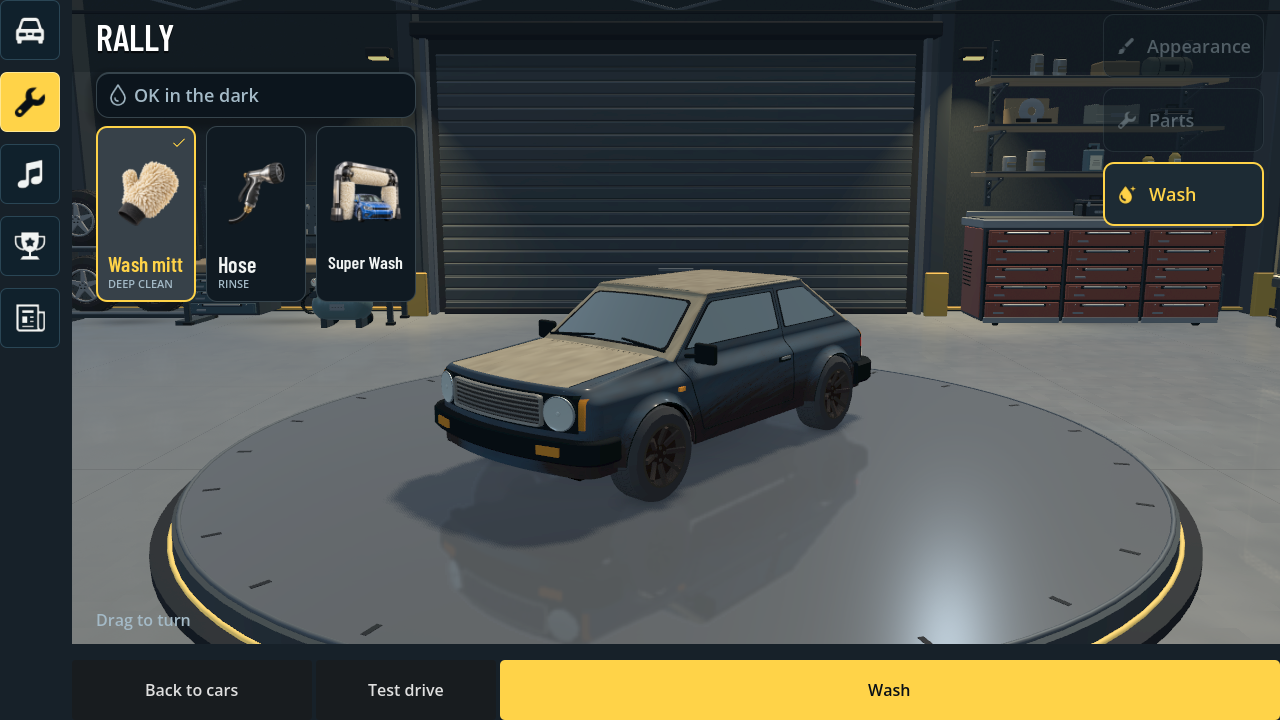 RALLY
OK in the dark
Wash mitt
DEEP CLEAN
Hose
RINSE
Super Wash
Appearance
Parts
Wash
Drag to turn
Back to cars
Test drive
Wash